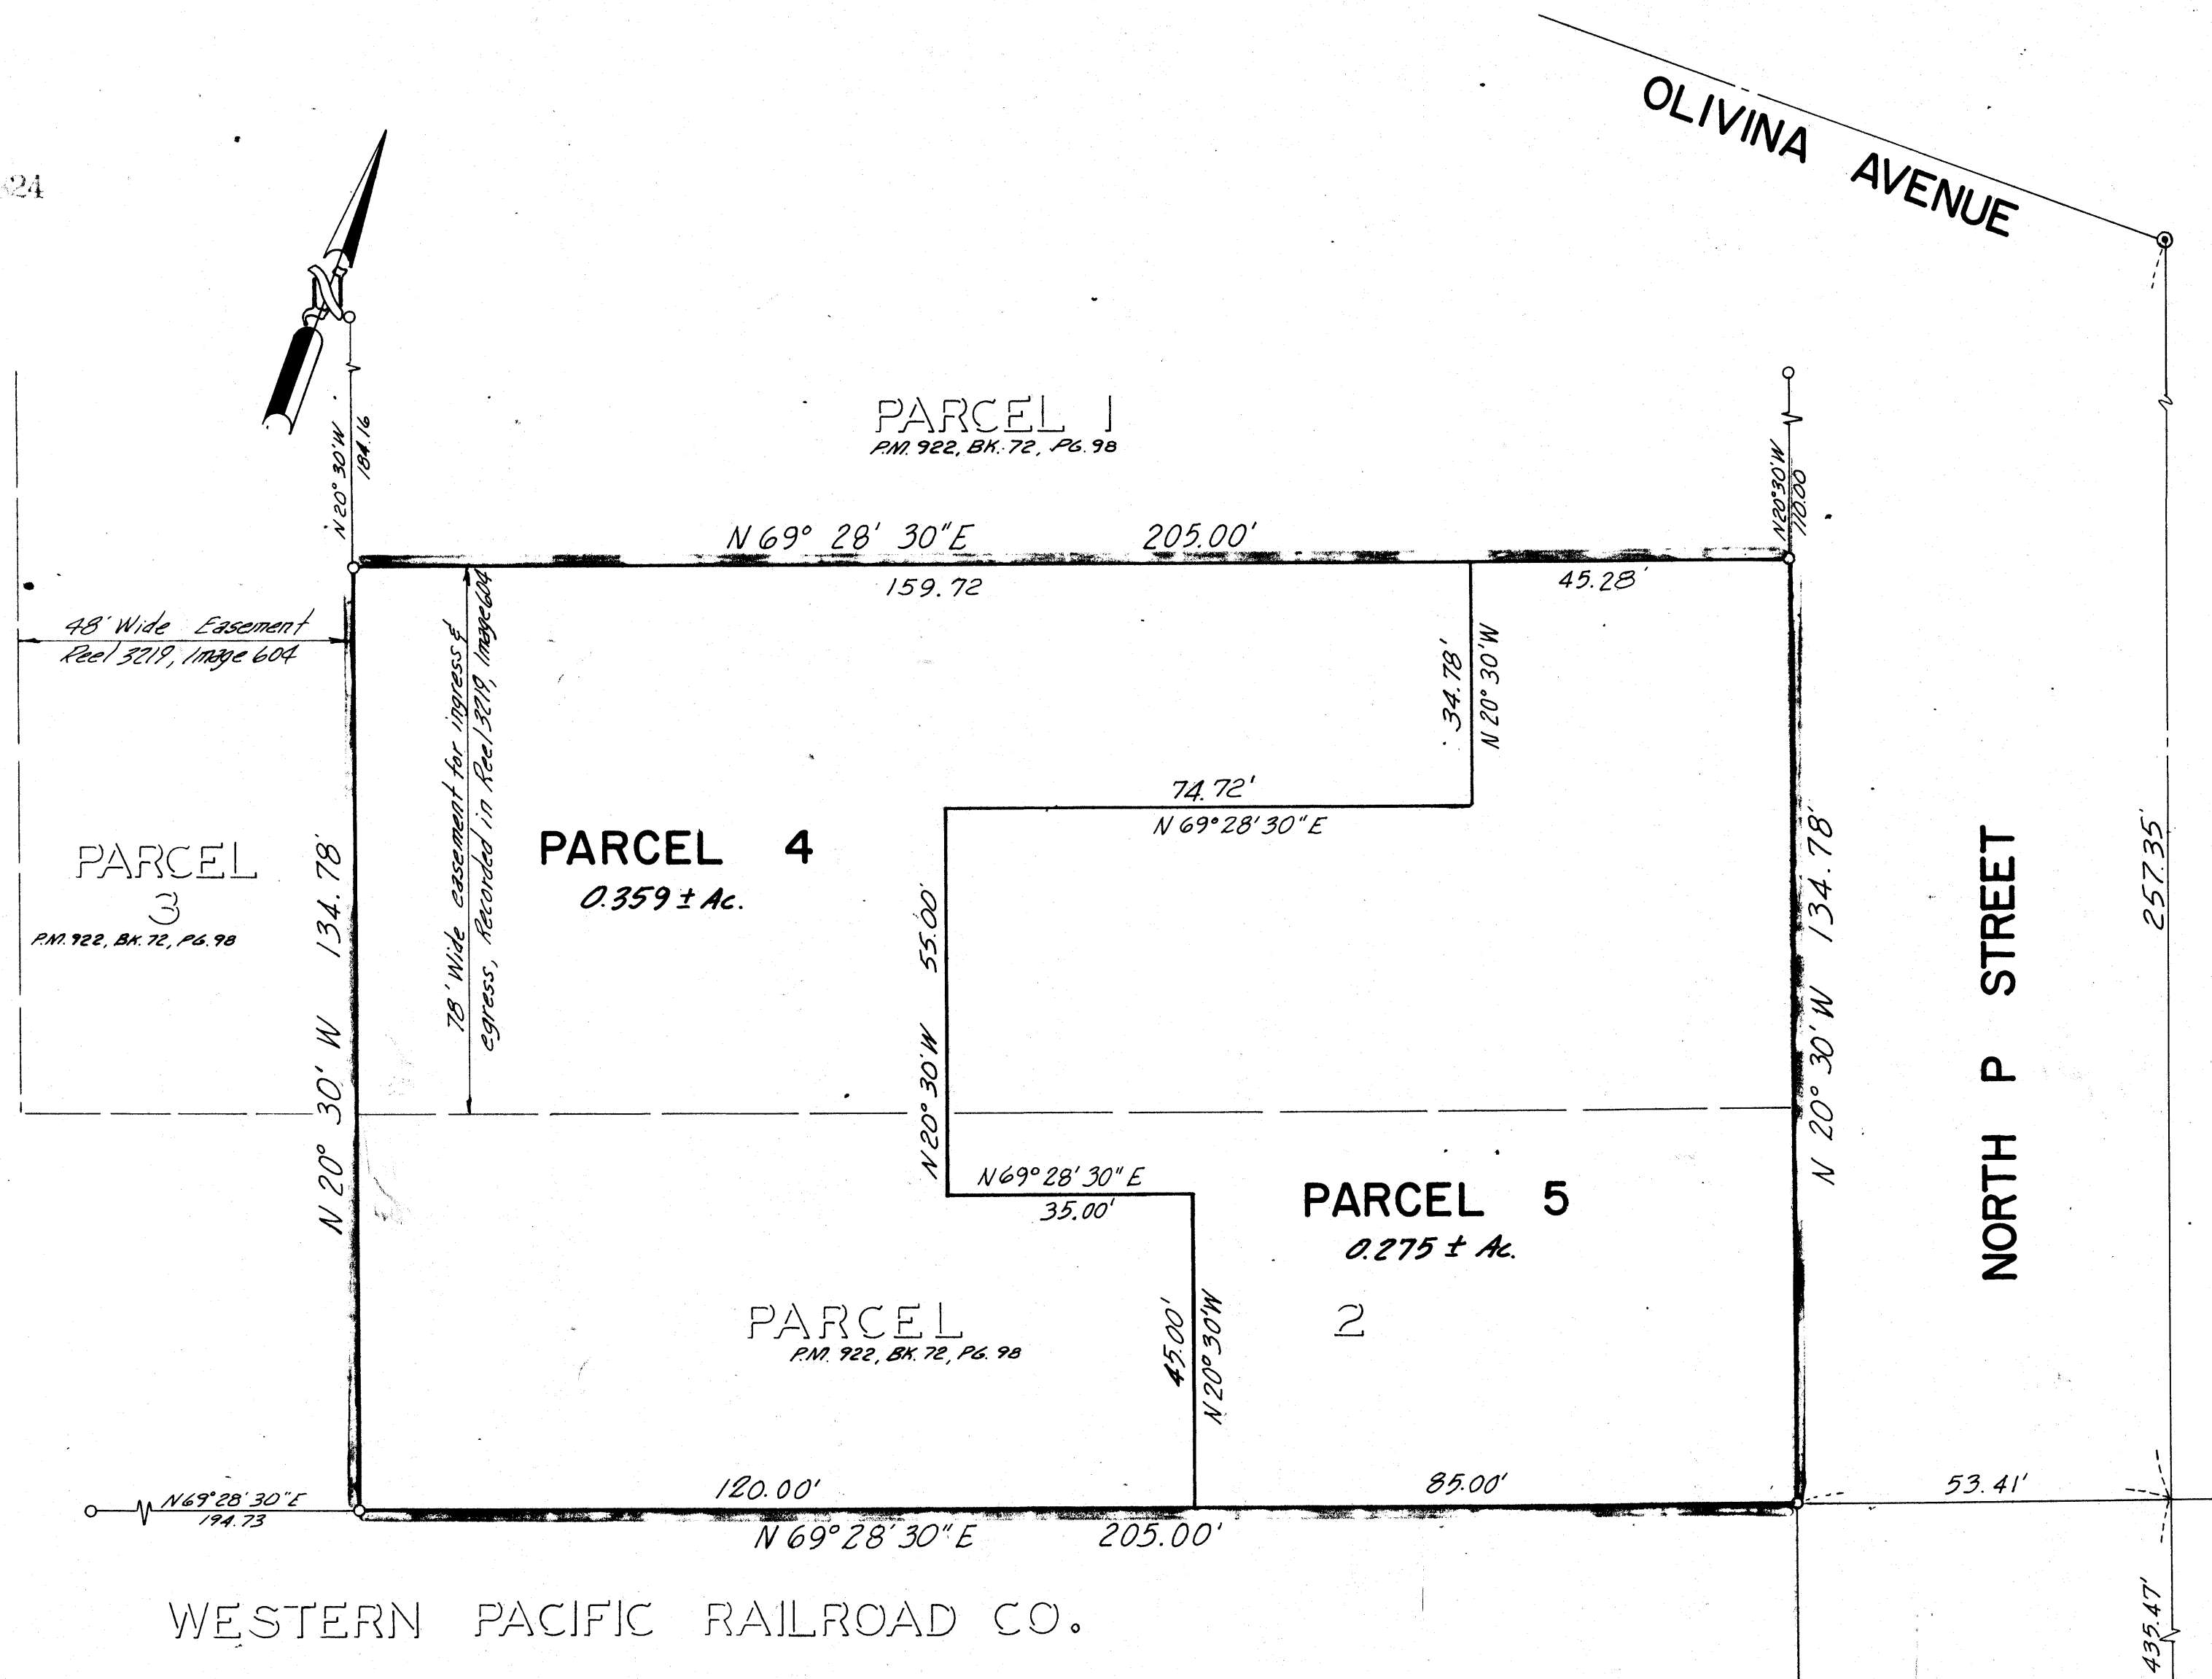 OLIVINA AVENUE
24
N 20° 30' W
184.16
PARCEL 1
P.M. 922, BK. 72, PG. 98
N 20° 30' W
110.00
N 69° 28' 30" E 205.00'
159.72
45.28'
48' Wide Easement
Reel 3219, Image 604
78' Wide easement for ingress &
egress, Recorded in Reel 3219, Image 604
34.78'
N 20° 30' W
74.72'
N 69° 28' 30" E
PARCEL 4
0.359 ± Ac.
PARCEL
3
P.M. 922, BK. 72, PG. 98
N 20° 30' W 134.78'
N 20° 30' W 55.00'
N 20° 30' W 134.78'
NORTH P STREET
257.35'
N 69° 28' 30" E
35.00'
PARCEL 5
0.275 ± Ac.
PARCEL 2
P.M. 922, BK. 72, PG. 98
45.00'
N 20° 30' W
120.00'
85.00'
53.41'
N 69° 28' 30" E
194.73
N 69° 28' 30" E 205.00'
435.47'
WESTERN PACIFIC RAILROAD CO.